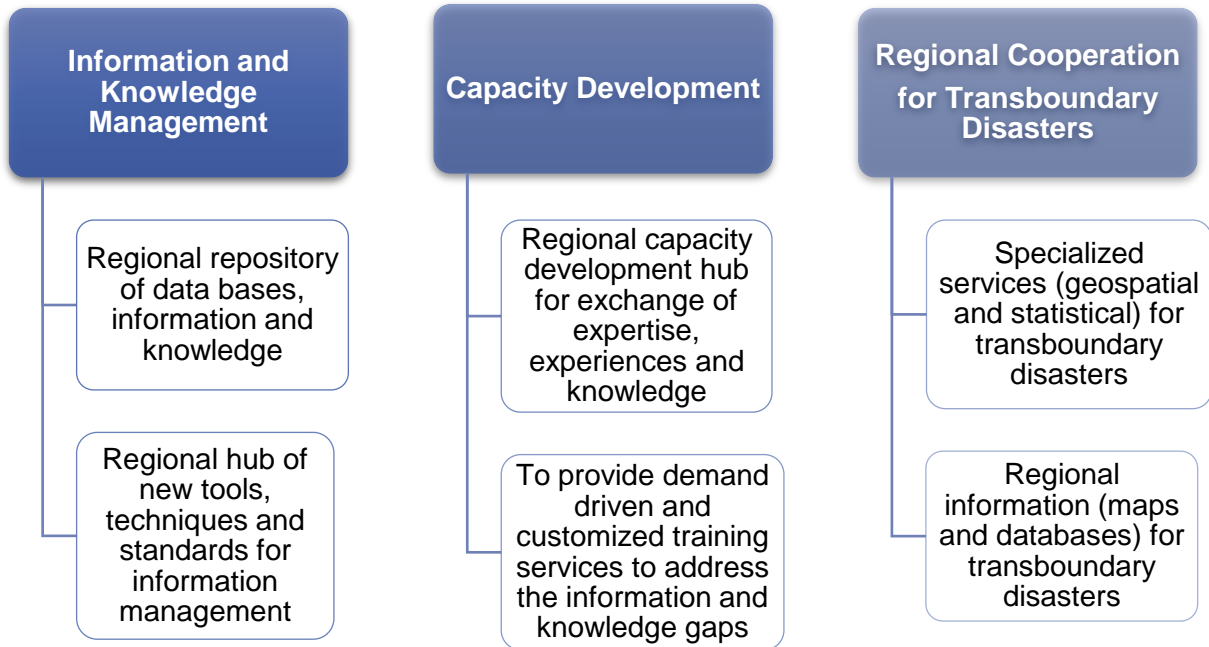 Information and
Knowledge
Management
Regional repository
of data bases,
information and
knowledge
Regional hub of
new tools,
techniques and
standards for
information
management
Capacity Development
Regional capacity
development hub
for exchange of
expertise,
experiences and
knowledge
To provide demand
driven and
customized training
services to address
the information and
knowledge gaps
Regional Cooperation
for Transboundary
Disasters
Specialized
services (geospatial
and statistical) for
transboundary
disasters
Regional
information (maps
and databases) for
transboundary
disasters